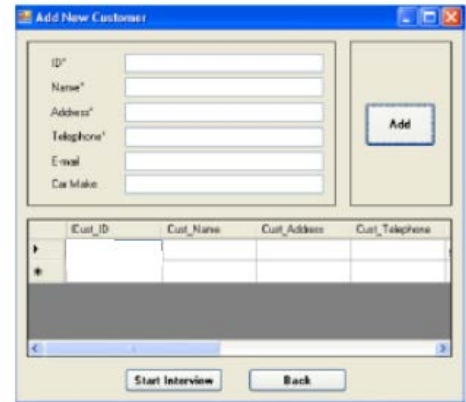 Add New Customer
ID*
Name*
Address*
Telephone*
E-mail
Car Make
Add
Cust_ID Cust_Name Cust_Address Cust_Telephone
Start Interview Back